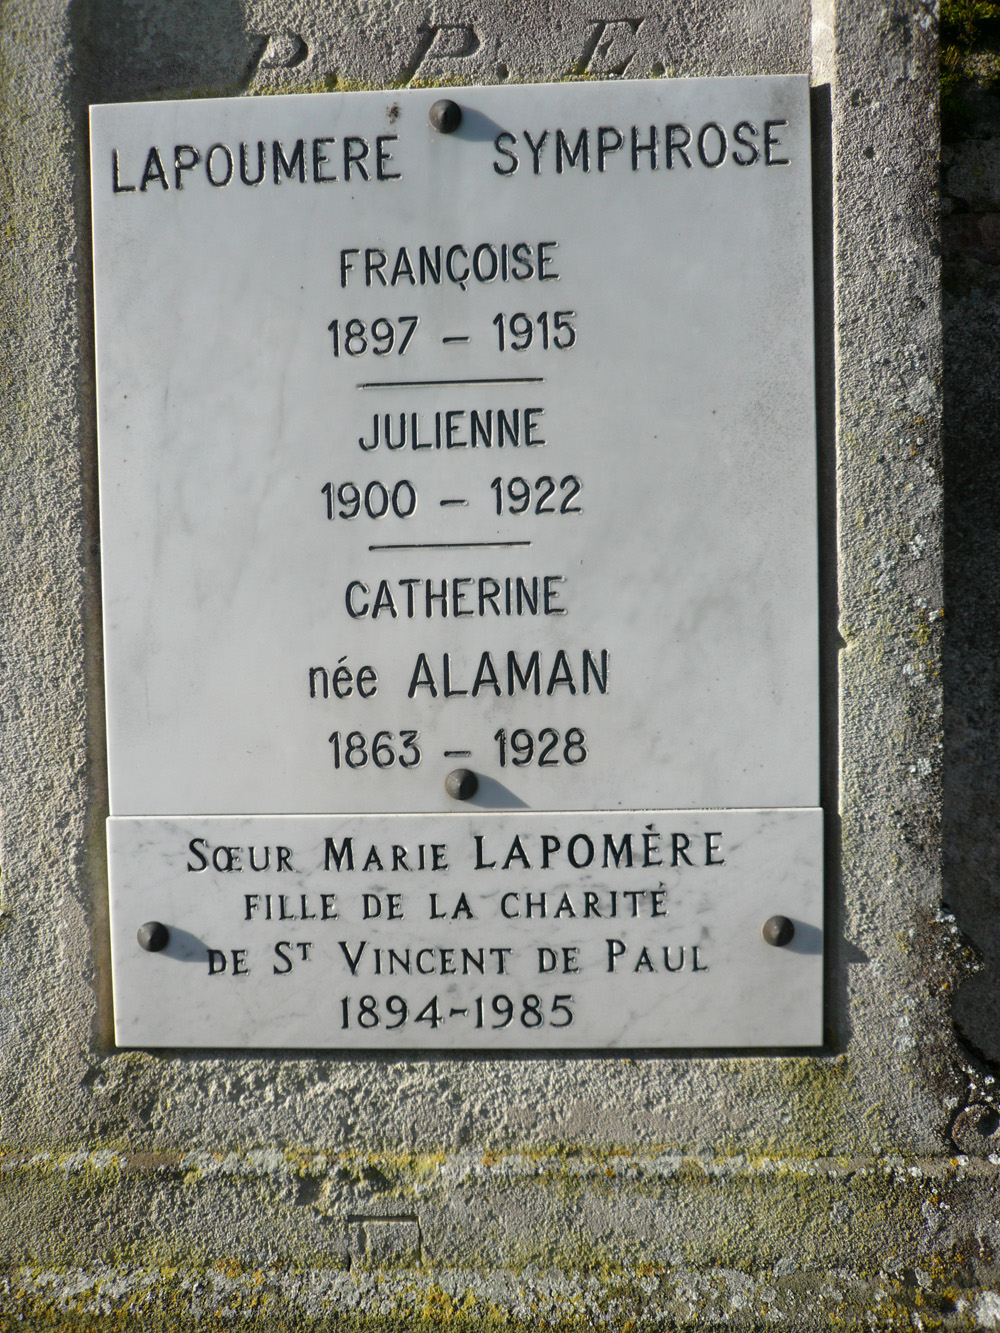 P. P. E.
LAPOUMERE SYMPHROSE
FRANÇOISE
1897 - 1915
JULIENNE
1900 - 1922
CATHERINE
née ALAMAN
1863 - 1928
SŒUR MARIE LAPOMÈRE
FILLE DE LA CHARITÉ
DE ST VINCENT DE PAUL
1894-1985